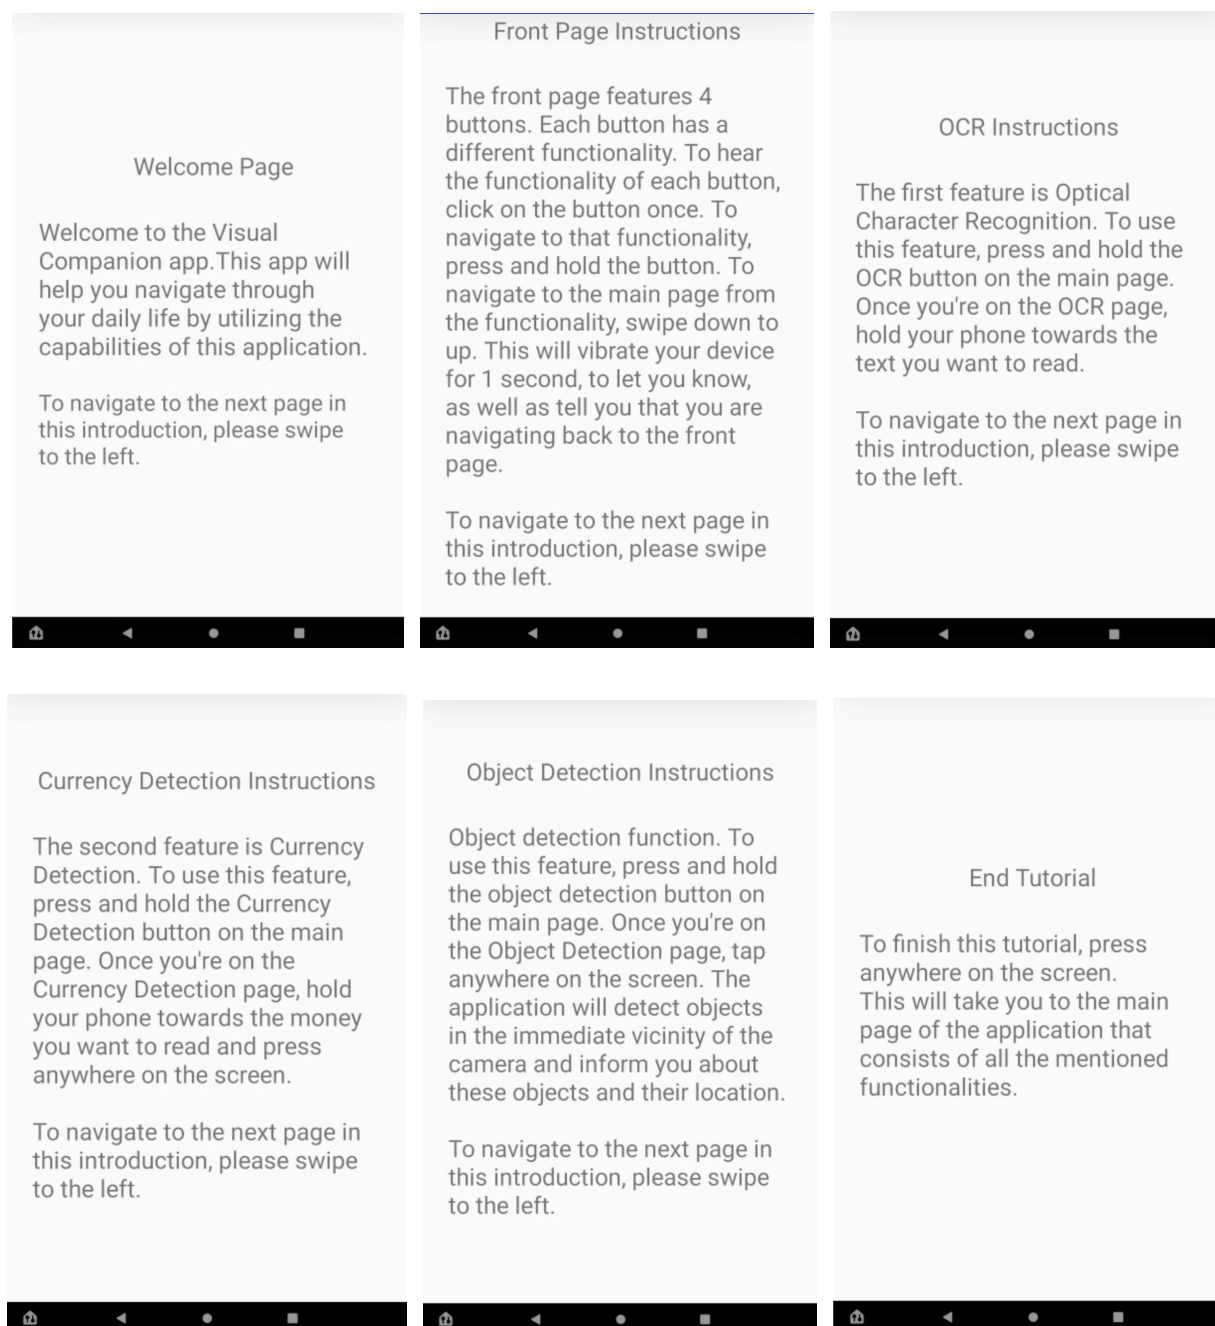 Welcome Page
Welcome to the Visual
Companion app.This app will
help you navigate through
your daily life by utilizing the
capabilities of this application.
To navigate to the next page in
this introduction, please swipe
to the left.
Front Page Instructions
The front page features 4
buttons. Each button has a
different functionality. To hear
the functionality of each button,
click on the button once. To
navigate to that functionality,
press and hold the button. To
navigate to the main page from
the functionality, swipe down to
up. This will vibrate your device
for 1 second, to let you know,
as well as tell you that you are
navigating back to the front
page.
To navigate to the next page in
this introduction, please swipe
to the left.
OCR Instructions
The first feature is Optical
Character Recognition. To use
this feature, press and hold the
OCR button on the main page.
Once you're on the OCR page,
hold your phone towards the
text you want to read.
To navigate to the next page in
this introduction, please swipe
to the left.
Currency Detection Instructions
The second feature is Currency
Detection. To use this feature,
press and hold the Currency
Detection button on the main
page. Once you're on the
Currency Detection page, hold
your phone towards the money
you want to read and press
anywhere on the screen.
To navigate to the next page in
this introduction, please swipe
to the left.
Object Detection Instructions
Object detection function. To
use this feature, press and hold
the object detection button on
the main page. Once you're on
the Object Detection page, tap
anywhere on the screen. The
application will detect objects
in the immediate vicinity of the
camera and inform you about
these objects and their location.
To navigate to the next page in
this introduction, please swipe
to the left.
End Tutorial
To finish this tutorial, press
anywhere on the screen.
This will take you to the main
page of the application that
consists of all the mentioned
functionalities.